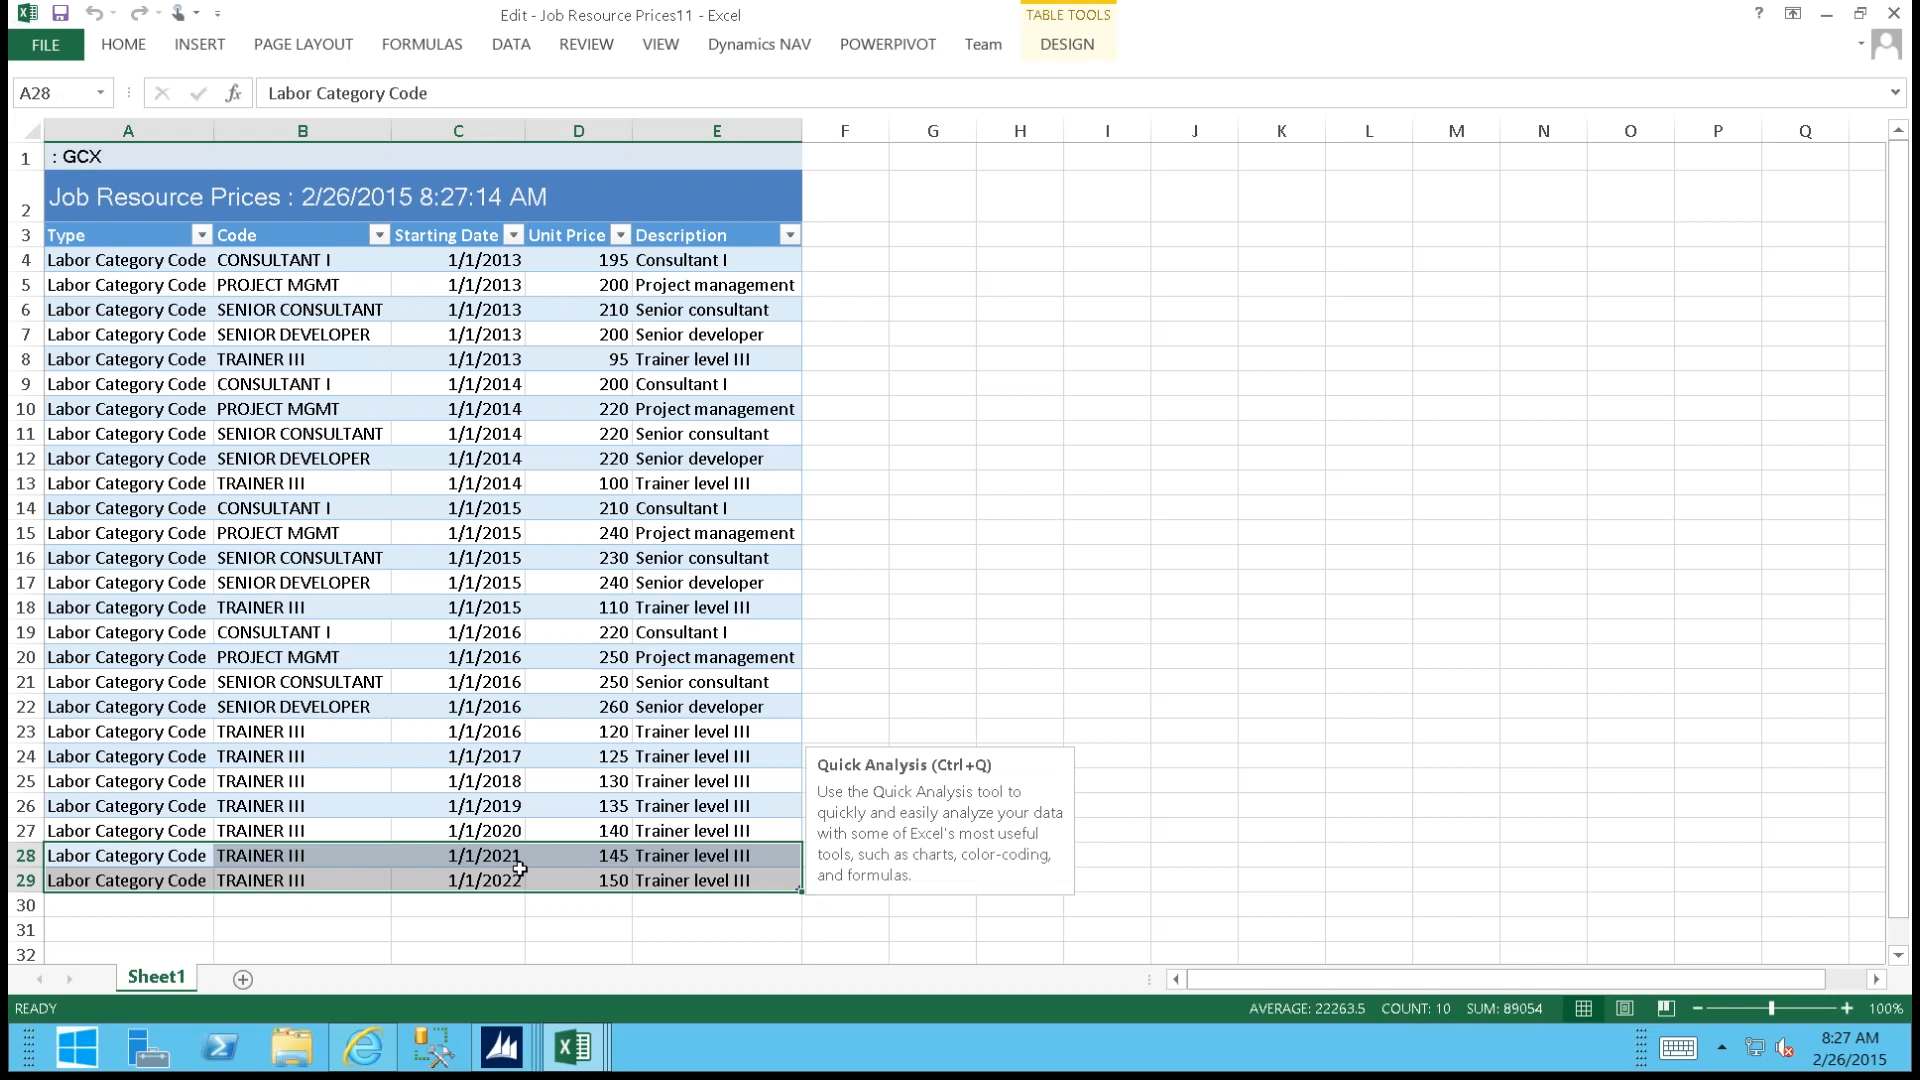 Edit - Job Resource Prices11 - Excel
TABLE TOOLS
?
FILE HOME INSERT PAGE LAYOUT FORMULAS DATA REVIEW VIEW Dynamics NAV POWERPIVOT Team DESIGN
A28 fx Labor Category Code
A B C D E F G H I J K L M N O P Q
1 : GCX
2 Job Resource Prices : 2/26/2015 8:27:14 AM
3 Type Code Starting Date Unit Price Description
4 Labor Category Code CONSULTANT I 1/1/2013 195 Consultant I
5 Labor Category Code PROJECT MGMT 1/1/2013 200 Project management
6 Labor Category Code SENIOR CONSULTANT 1/1/2013 210 Senior consultant
7 Labor Category Code SENIOR DEVELOPER 1/1/2013 200 Senior developer
8 Labor Category Code TRAINER III 1/1/2013 95 Trainer level III
9 Labor Category Code CONSULTANT I 1/1/2014 200 Consultant I
10 Labor Category Code PROJECT MGMT 1/1/2014 220 Project management
11 Labor Category Code SENIOR CONSULTANT 1/1/2014 220 Senior consultant
12 Labor Category Code SENIOR DEVELOPER 1/1/2014 220 Senior developer
13 Labor Category Code TRAINER III 1/1/2014 100 Trainer level III
14 Labor Category Code CONSULTANT I 1/1/2015 210 Consultant I
15 Labor Category Code PROJECT MGMT 1/1/2015 240 Project management
16 Labor Category Code SENIOR CONSULTANT 1/1/2015 230 Senior consultant
17 Labor Category Code SENIOR DEVELOPER 1/1/2015 240 Senior developer
18 Labor Category Code TRAINER III 1/1/2015 110 Trainer level III
19 Labor Category Code CONSULTANT I 1/1/2016 220 Consultant I
20 Labor Category Code PROJECT MGMT 1/1/2016 250 Project management
21 Labor Category Code SENIOR CONSULTANT 1/1/2016 250 Senior consultant
22 Labor Category Code SENIOR DEVELOPER 1/1/2016 260 Senior developer
23 Labor Category Code TRAINER III 1/1/2016 120 Trainer level III
24 Labor Category Code TRAINER III 1/1/2017 125 Trainer level III
25 Labor Category Code TRAINER III 1/1/2018 130 Trainer level III
26 Labor Category Code TRAINER III 1/1/2019 135 Trainer level III
27 Labor Category Code TRAINER III 1/1/2020 140 Trainer level III
28 Labor Category Code TRAINER III 1/1/2021 145 Trainer level III
29 Labor Category Code TRAINER III 1/1/2022 150 Trainer level III
30
31
32
Quick Analysis (Ctrl+Q)
Use the Quick Analysis tool to
quickly and easily analyze your data
with some of Excel's most useful
tools, such as charts, color-coding,
and formulas.
Sheet1
READY AVERAGE: 22263.5 COUNT: 10 SUM: 89054 100%
8:27 AM
2/26/2015